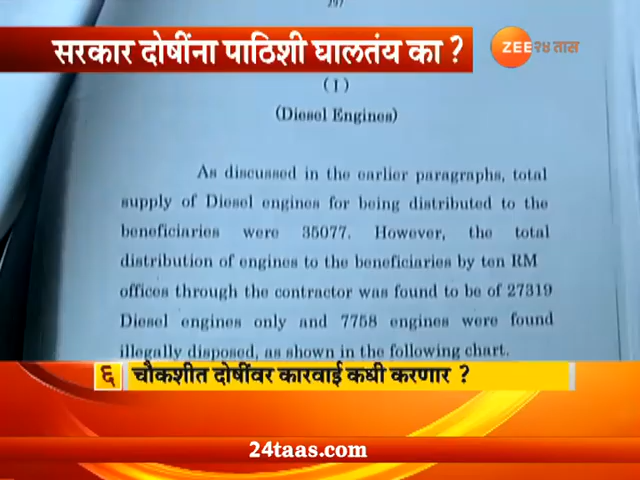 297
सरकार दोषींना पाठिशी घालतंय का ?
ZEE २४ तास
( I )
(Diesel Engines)
As discussed in the earlier paragraphs, total
supply of Diesel engines for being distributed to the
beneficiaries were 35077. However, the total
distribution of engines to the beneficiaries by ten RM
offices through the contractor was found to be of 27319
Diesel engines only and 7758 engines were found
illegally disposed, as shown in the following chart.
६ चौकशीत दोषींवर कारवाई कधी करणार ?
24taas.com